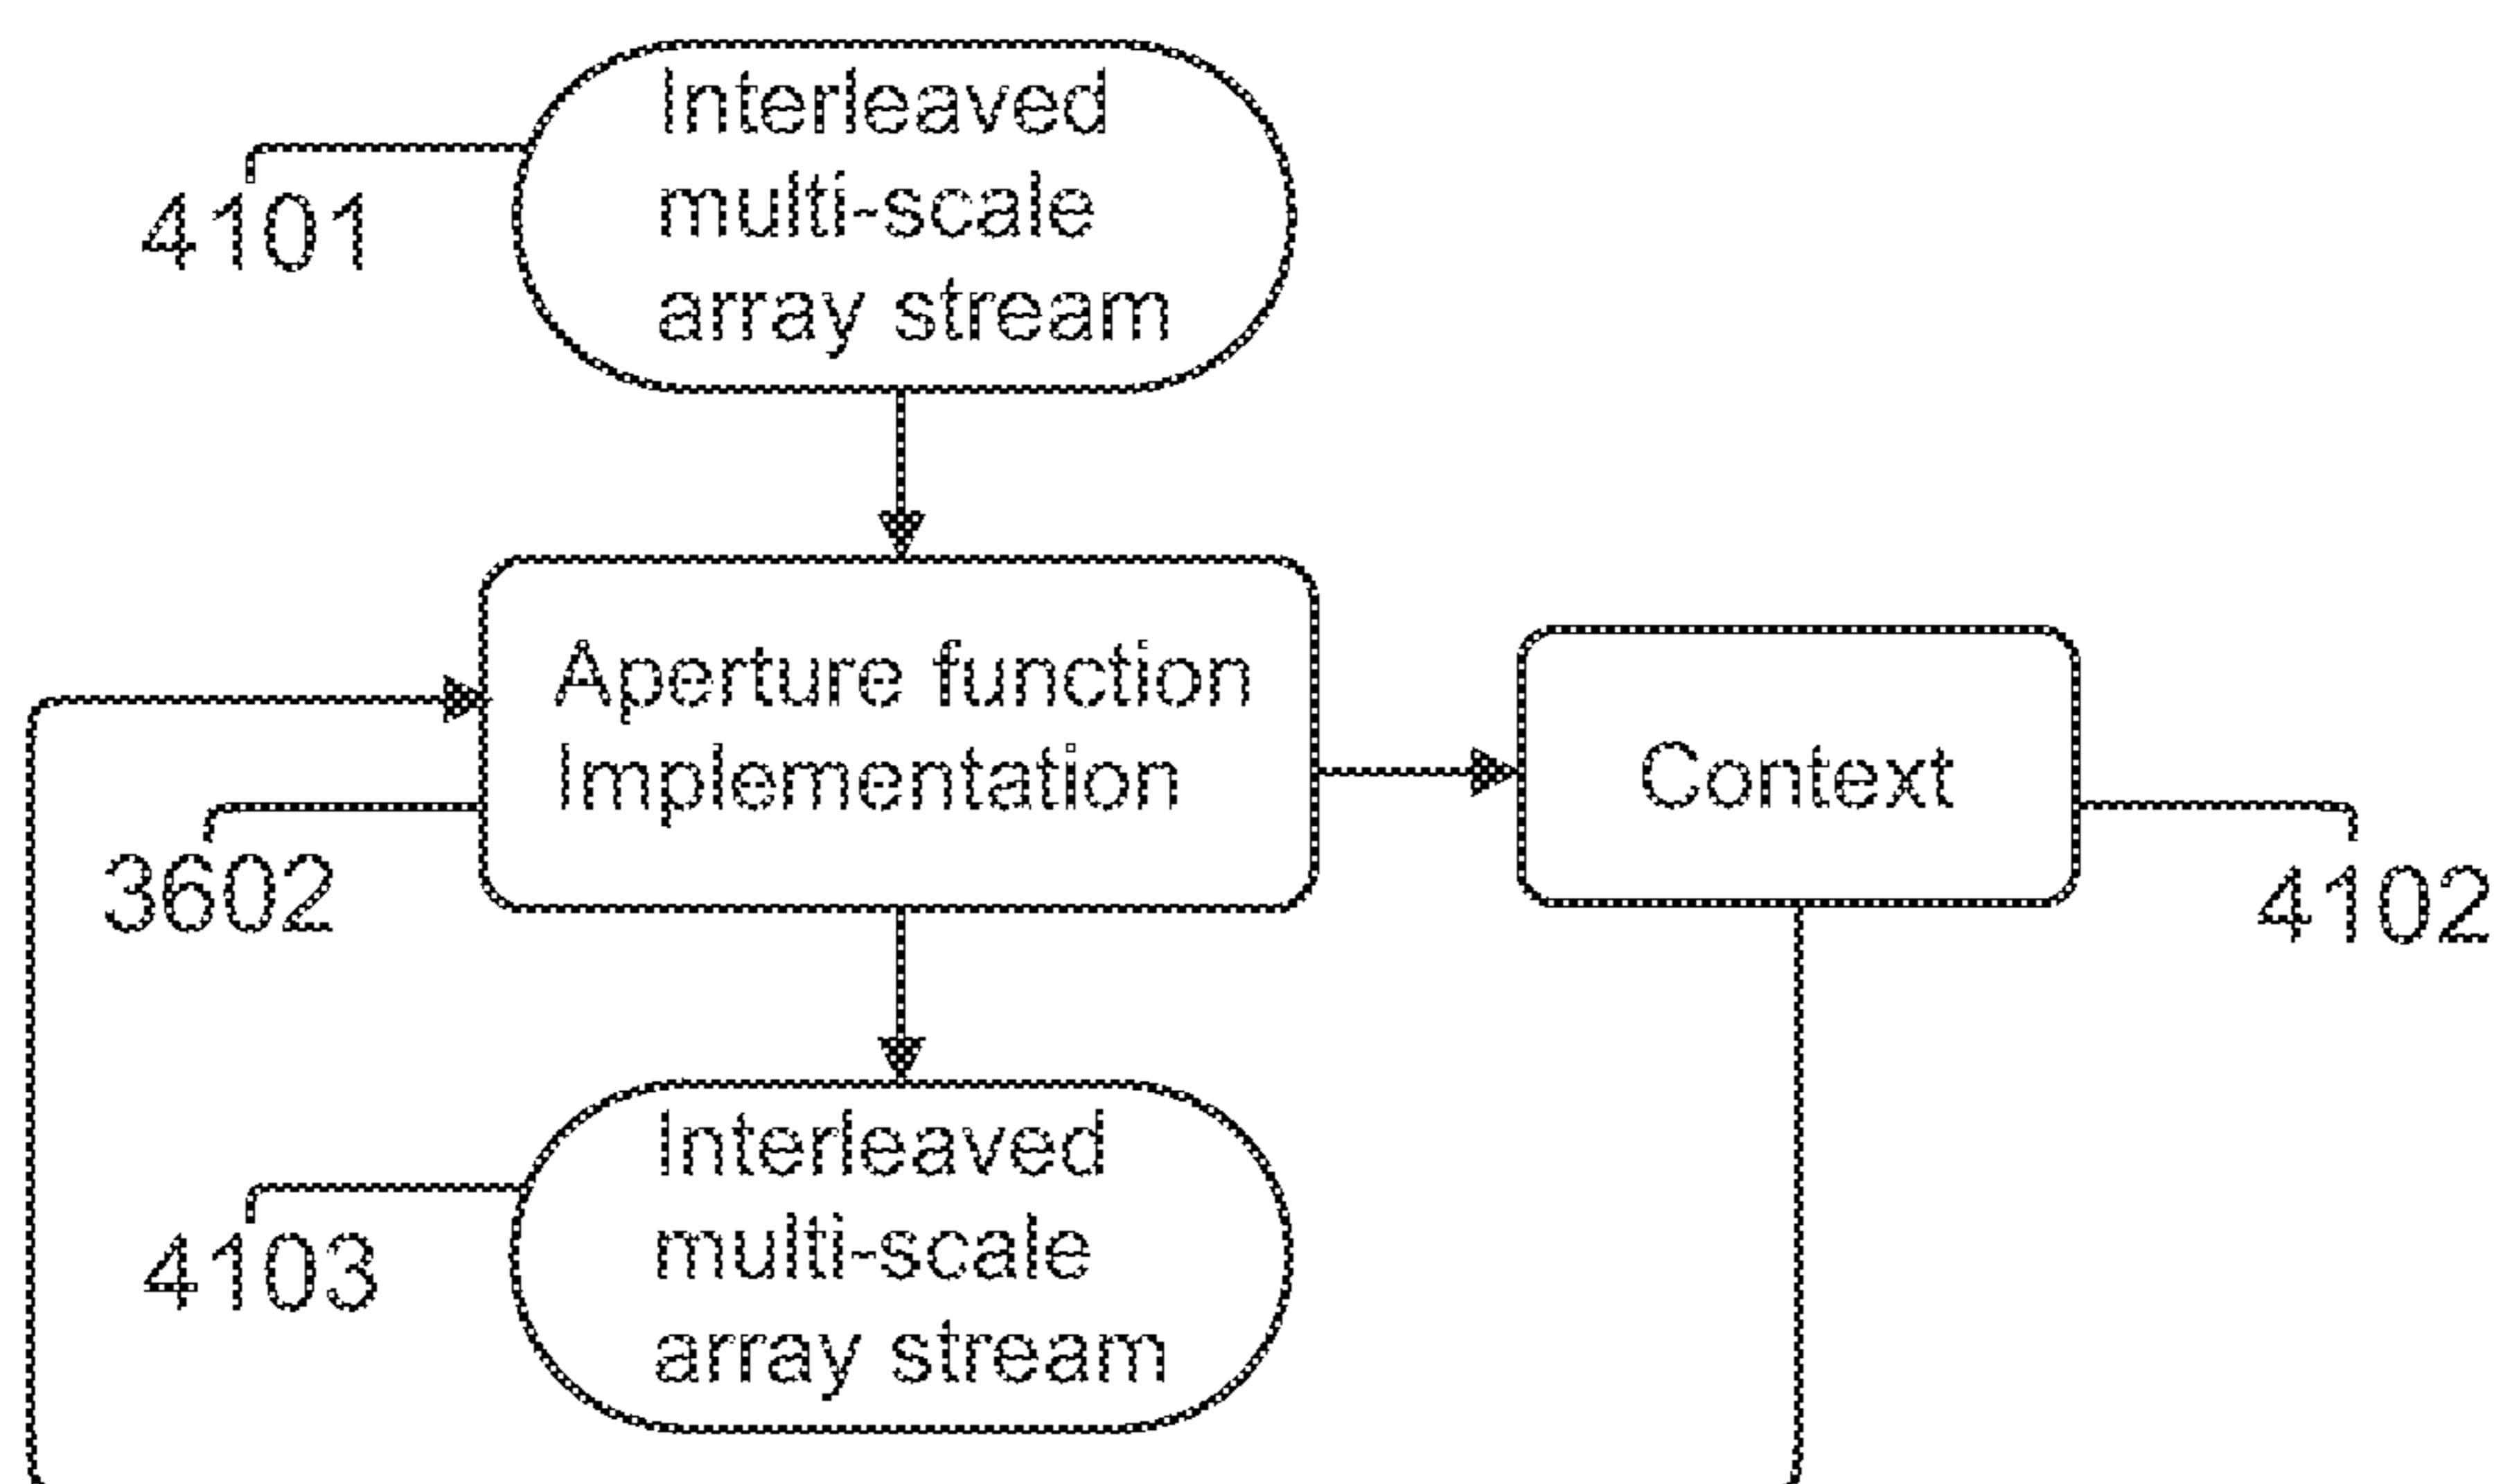 Interleaved
multi-scale
array stream
4101
Aperture function
Implementation
Context
3602
4102
Interleaved
multi-scale
array stream
4103